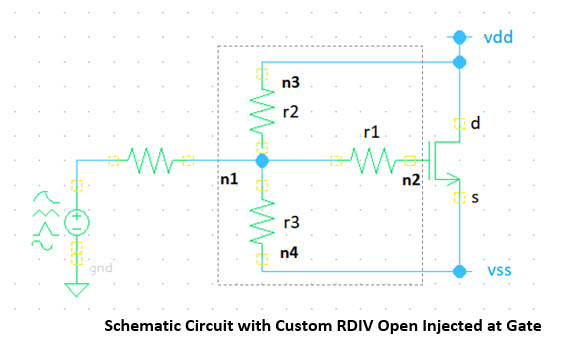 vdd
n3
r2
d
r1
n1
n2
s
r3
n4
gnd
vss
Schematic Circuit with Custom RDIV Open Injected at Gate